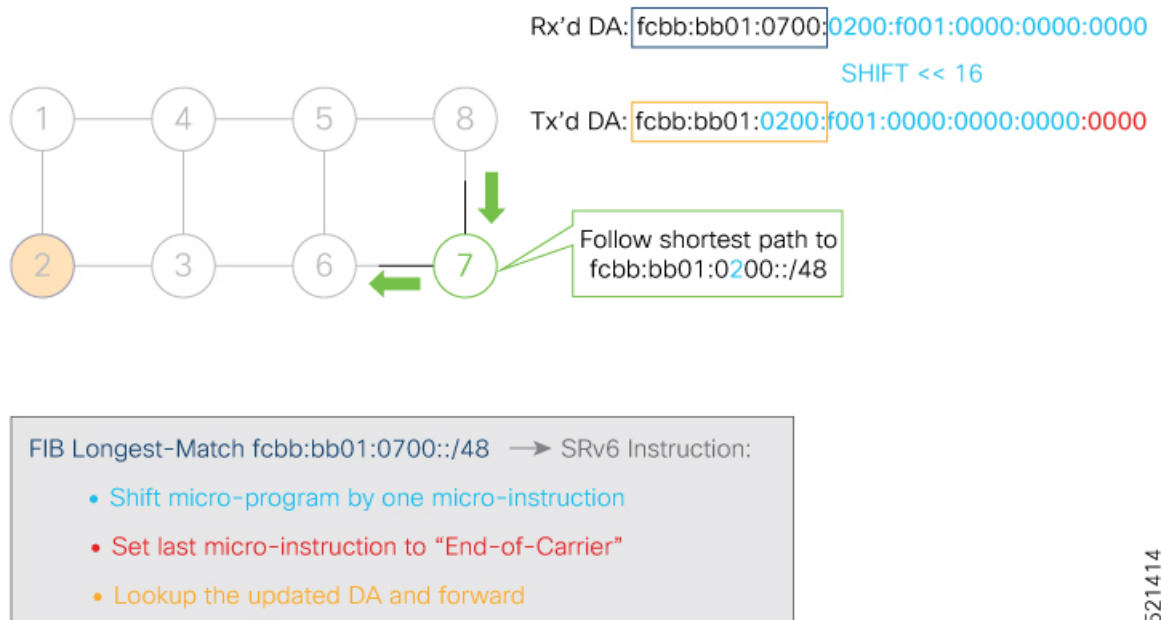 Rx'd DA: fcbb:bb01:0700:0200:f001:0000:0000:0000
SHIFT << 16
Tx'd DA: fcbb:bb01:0200:f001:0000:0000:0000:0000
1
4
5
8
2
3
6
7
Follow shortest path to
fcbb:bb01:0200::/48
FIB Longest-Match fcbb:bb01:0700::/48 → SRv6 Instruction:
• Shift micro-program by one micro-instruction
• Set last micro-instruction to “End-of-Carrier”
• Lookup the updated DA and forward
521414